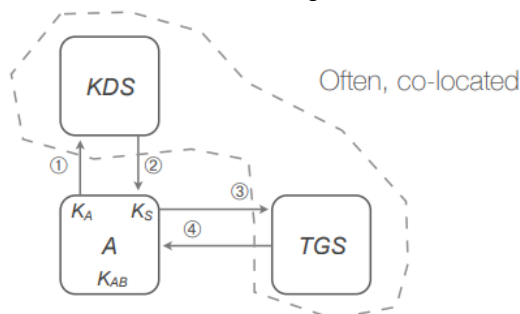 KDS
Often, co-located
① ②
③
K_A K_S
④
A
TGS
K_AB